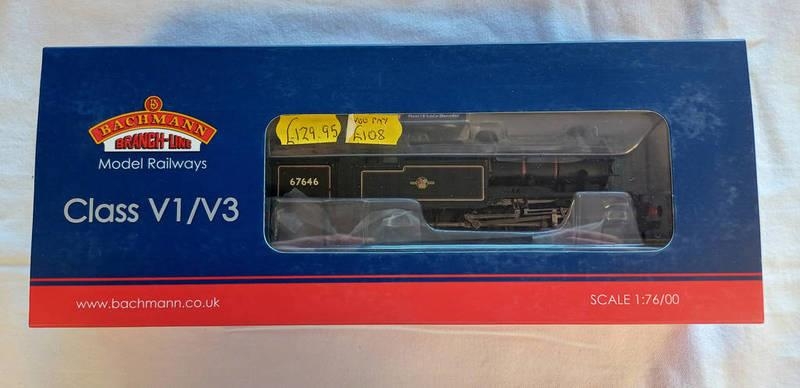 B
BACHMANN
BRANCH-LINE
Model Railways
Class V1/V3
£129.95
YOU PAY
£108
67646
www.bachmann.co.uk
SCALE 1:76/00